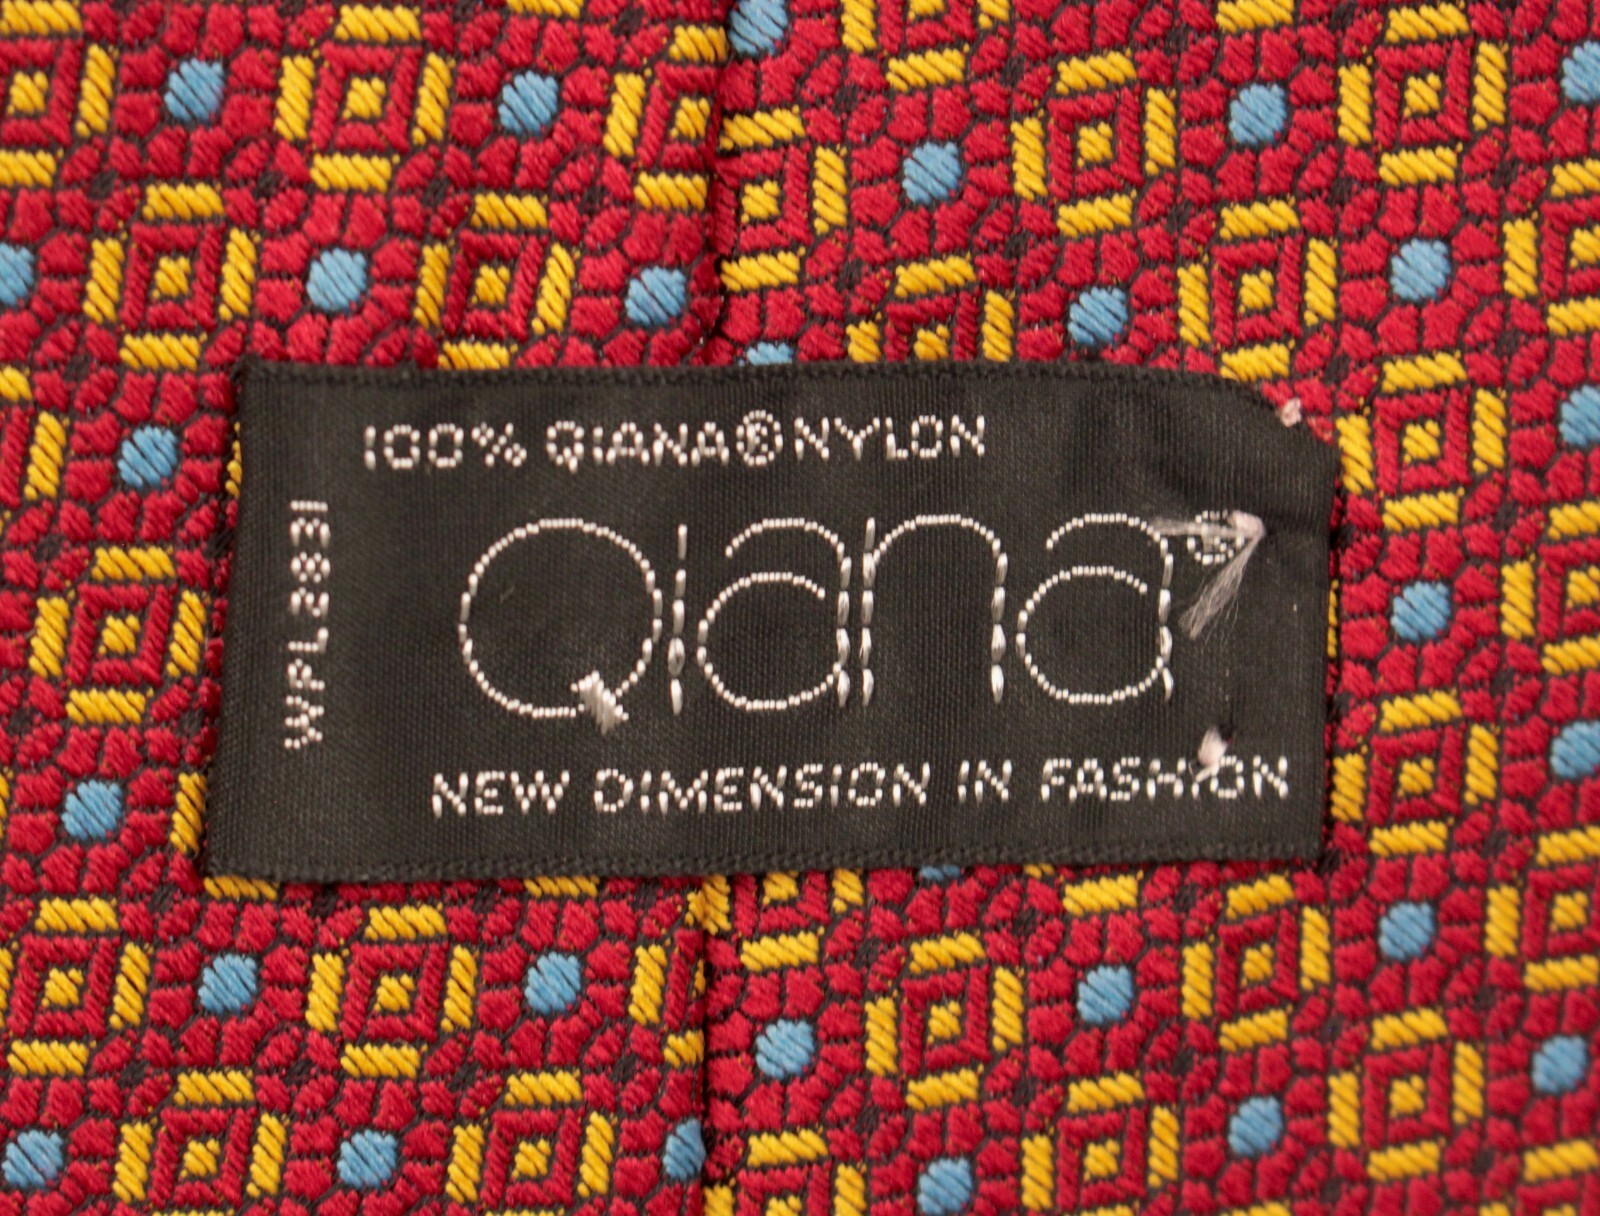 100% QIANA® NYLON
WPL2831
Qiana®
NEW DIMENSION IN FASHION